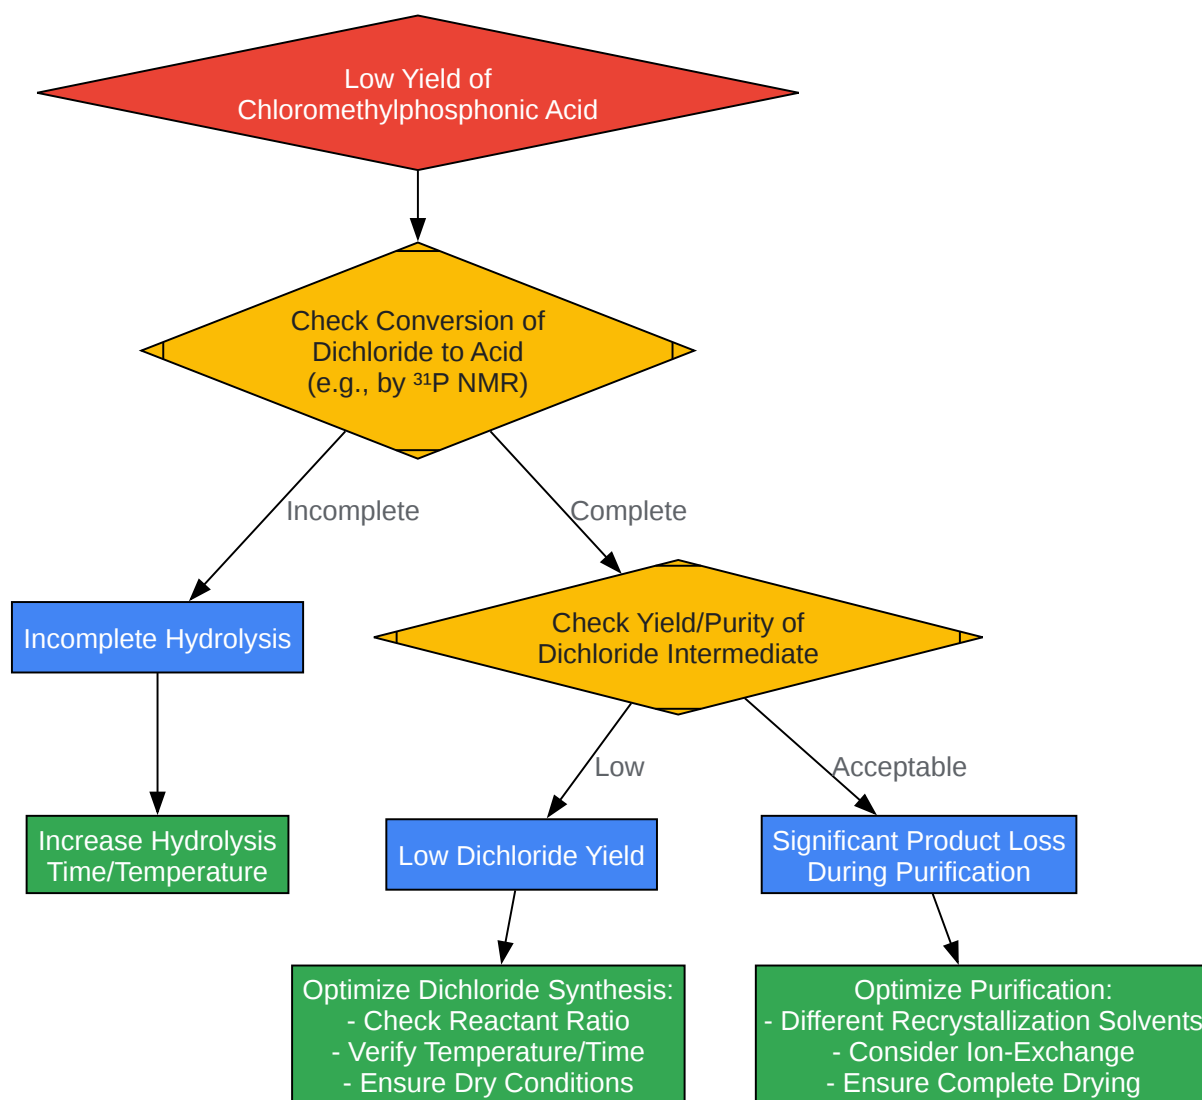 Low Yield of
Chloromethylphosphonic Acid
Check Conversion of
Dichloride to Acid
(e.g., by ³¹P NMR)
Incomplete
Complete
Incomplete Hydrolysis
Check Yield/Purity of
Dichloride Intermediate
Low
Acceptable
Increase Hydrolysis
Time/Temperature
Low Dichloride Yield
Significant Product Loss
During Purification
Optimize Dichloride Synthesis:
- Check Reactant Ratio
- Verify Temperature/Time
- Ensure Dry Conditions
Optimize Purification:
- Different Recrystallization Solvents
- Consider Ion-Exchange
- Ensure Complete Drying